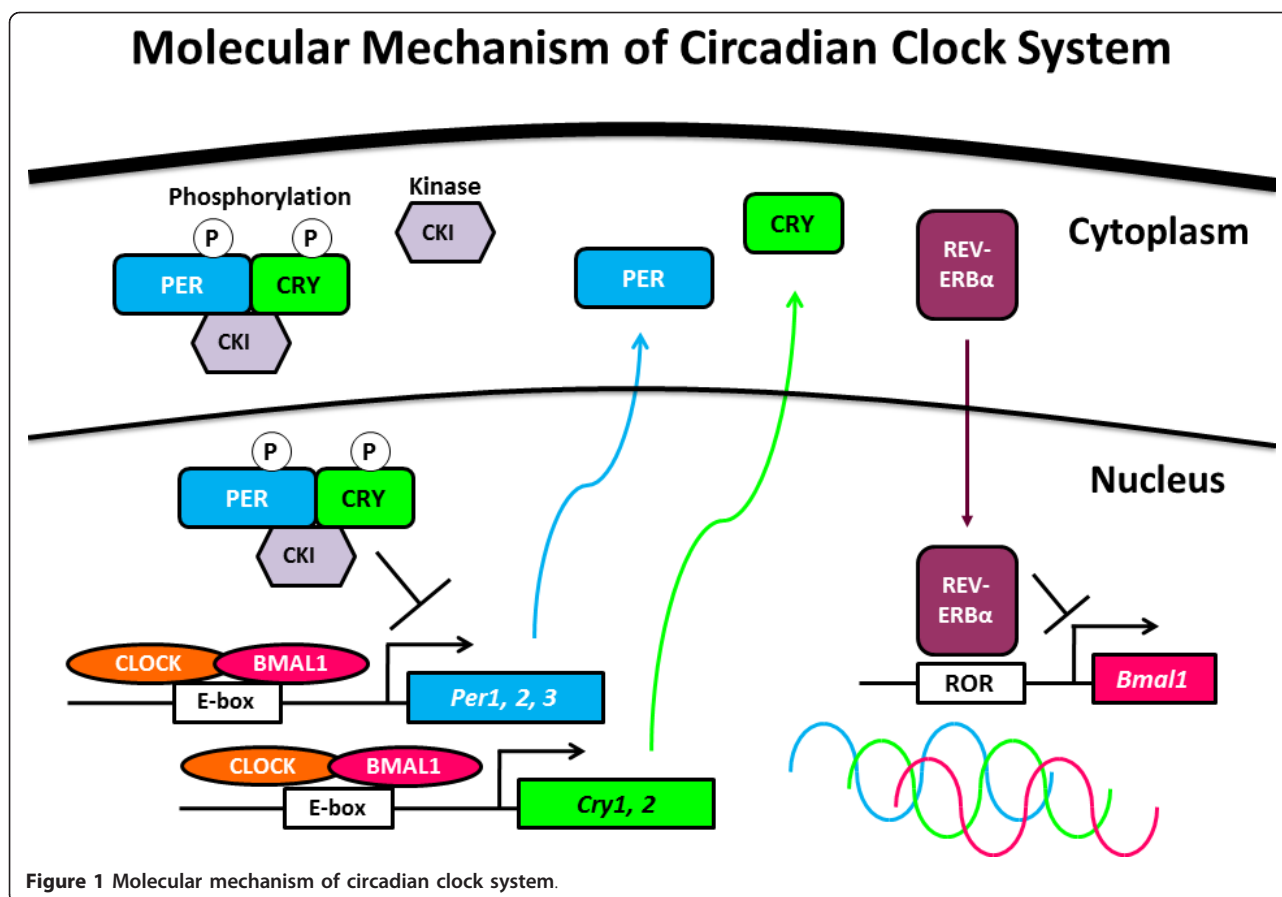 Molecular Mechanism of Circadian Clock System
Phosphorylation
Kinase
P
P
CKI
CRY
REV-
ERBα
Cytoplasm
PER
CRY
PER
CKI
P
P
Nucleus
PER
CRY
CKI
REV-
ERBα
CLOCK
BMAL1
E-box
Per1, 2, 3
ROR
Bmal1
CLOCK
BMAL1
E-box
Cry1, 2
Figure 1 Molecular mechanism of circadian clock system.